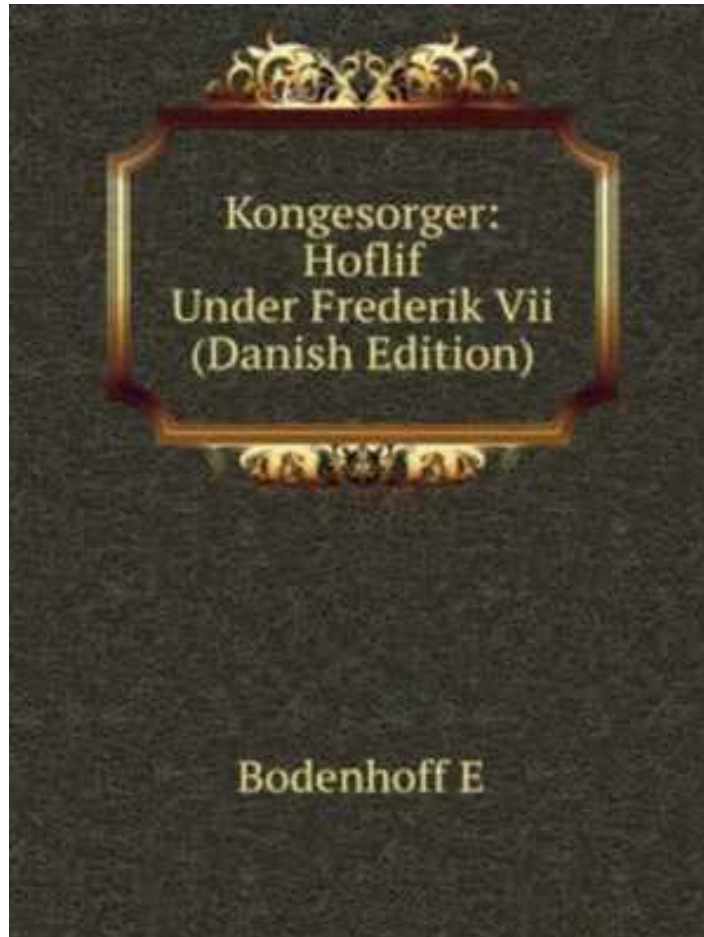 Kongesorger:
Hoflif
Under Frederik Vii
(Danish Edition)
Bodenhoff E